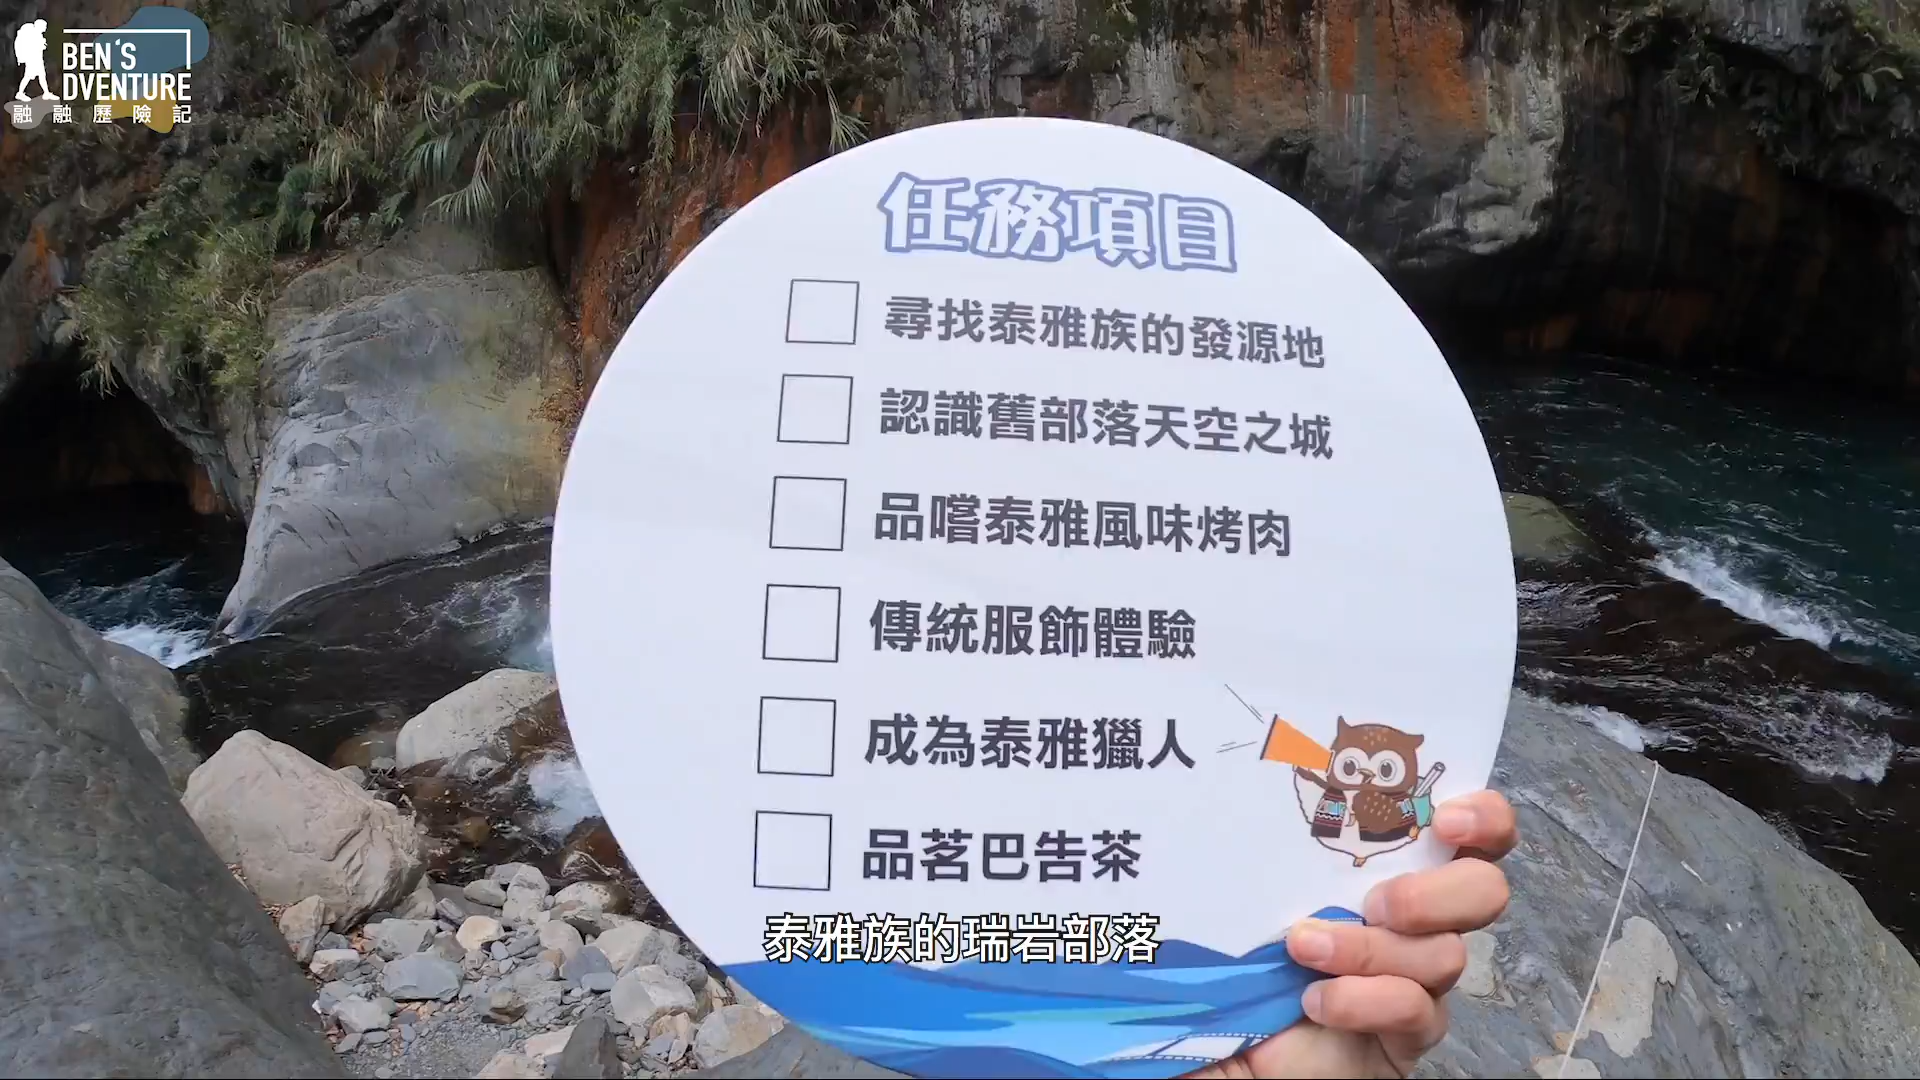 BEN'S
DVENTURE
融融歷險記
任務項目
尋找泰雅族的發源地
認識舊部落天空之城
品嚐泰雅風味烤肉
傳統服飾體驗
成為泰雅獵人
品茗巴告茶
泰雅族的瑞岩部落